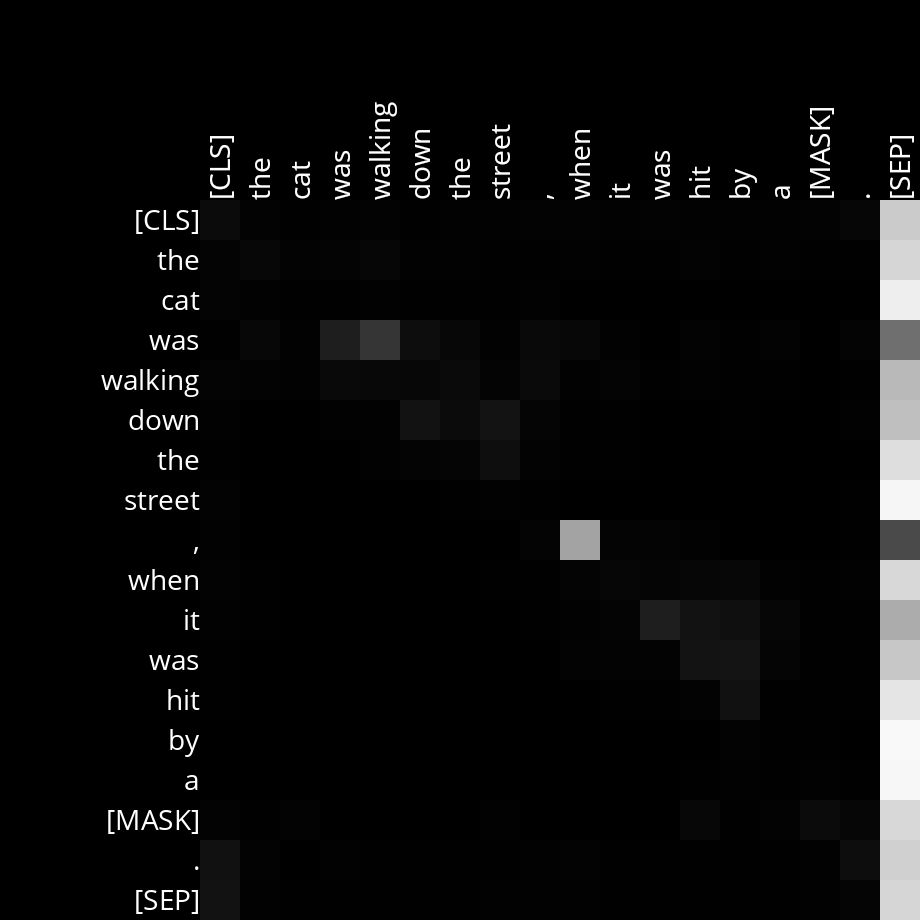 [CLS] the cat was walking down the street , when it was hit by a [MASK] . [SEP]
[CLS]
the
cat
was
walking
down
the
street
,
when
it
was
hit
by
a
[MASK]
.
[SEP]